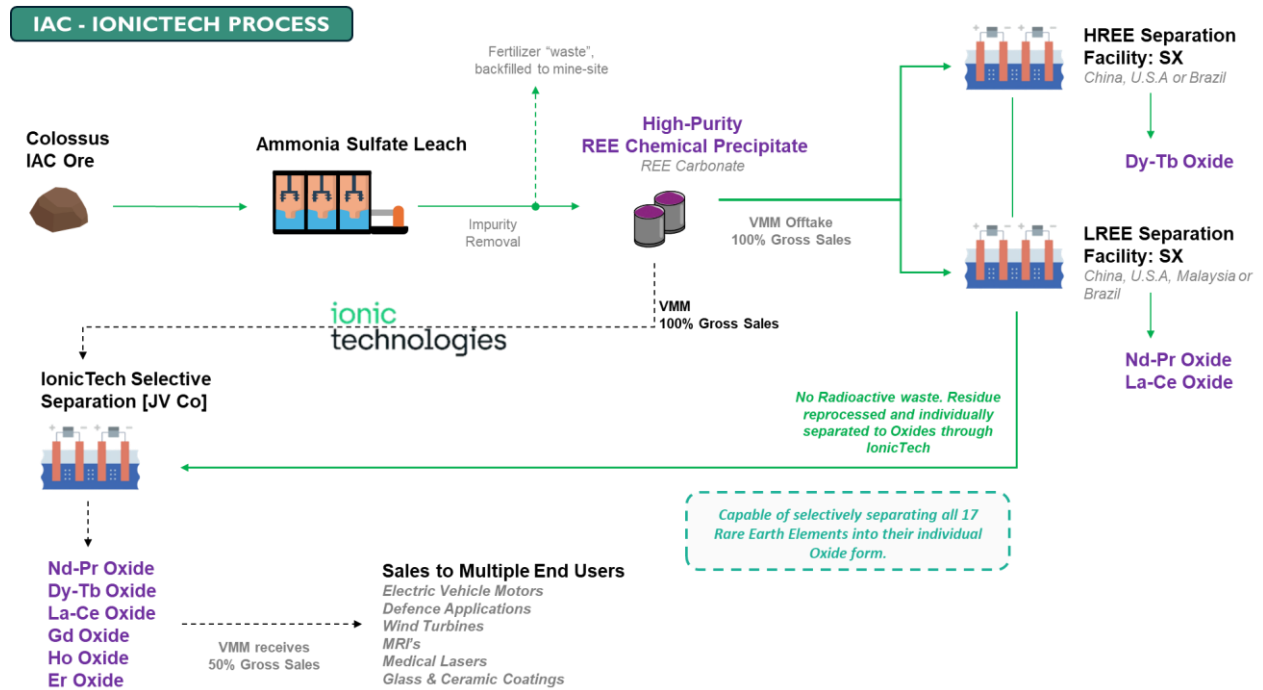 IAC - IONICTECH PROCESS
Fertilizer “waste”,
backfilled to mine-site
HREE Separation
Facility: SX
China, U.S.A or Brazil
Colossus
IAC Ore
Ammonia Sulfate Leach
High-Purity
REE Chemical Precipitate
REE Carbonate
Dy-Tb Oxide
Impurity
Removal
VMM Offtake
100% Gross Sales
LREE Separation
Facility: SX
China, U.S.A, Malaysia or
Brazil
ionic
technologies
VMM
100% Gross Sales
Nd-Pr Oxide
La-Ce Oxide
IonicTech Selective
Separation [JV Co]
No Radioactive waste. Residue
reprocessed and individually
separated to Oxides through
IonicTech
Capable of selectively separating all 17
Rare Earth Elements into their individual
Oxide form.
Nd-Pr Oxide
Dy-Tb Oxide
La-Ce Oxide
Gd Oxide
Ho Oxide
Er Oxide
VMM receives
50% Gross Sales
Sales to Multiple End Users
Electric Vehicle Motors
Defence Applications
Wind Turbines
MRI's
Medical Lasers
Glass & Ceramic Coatings